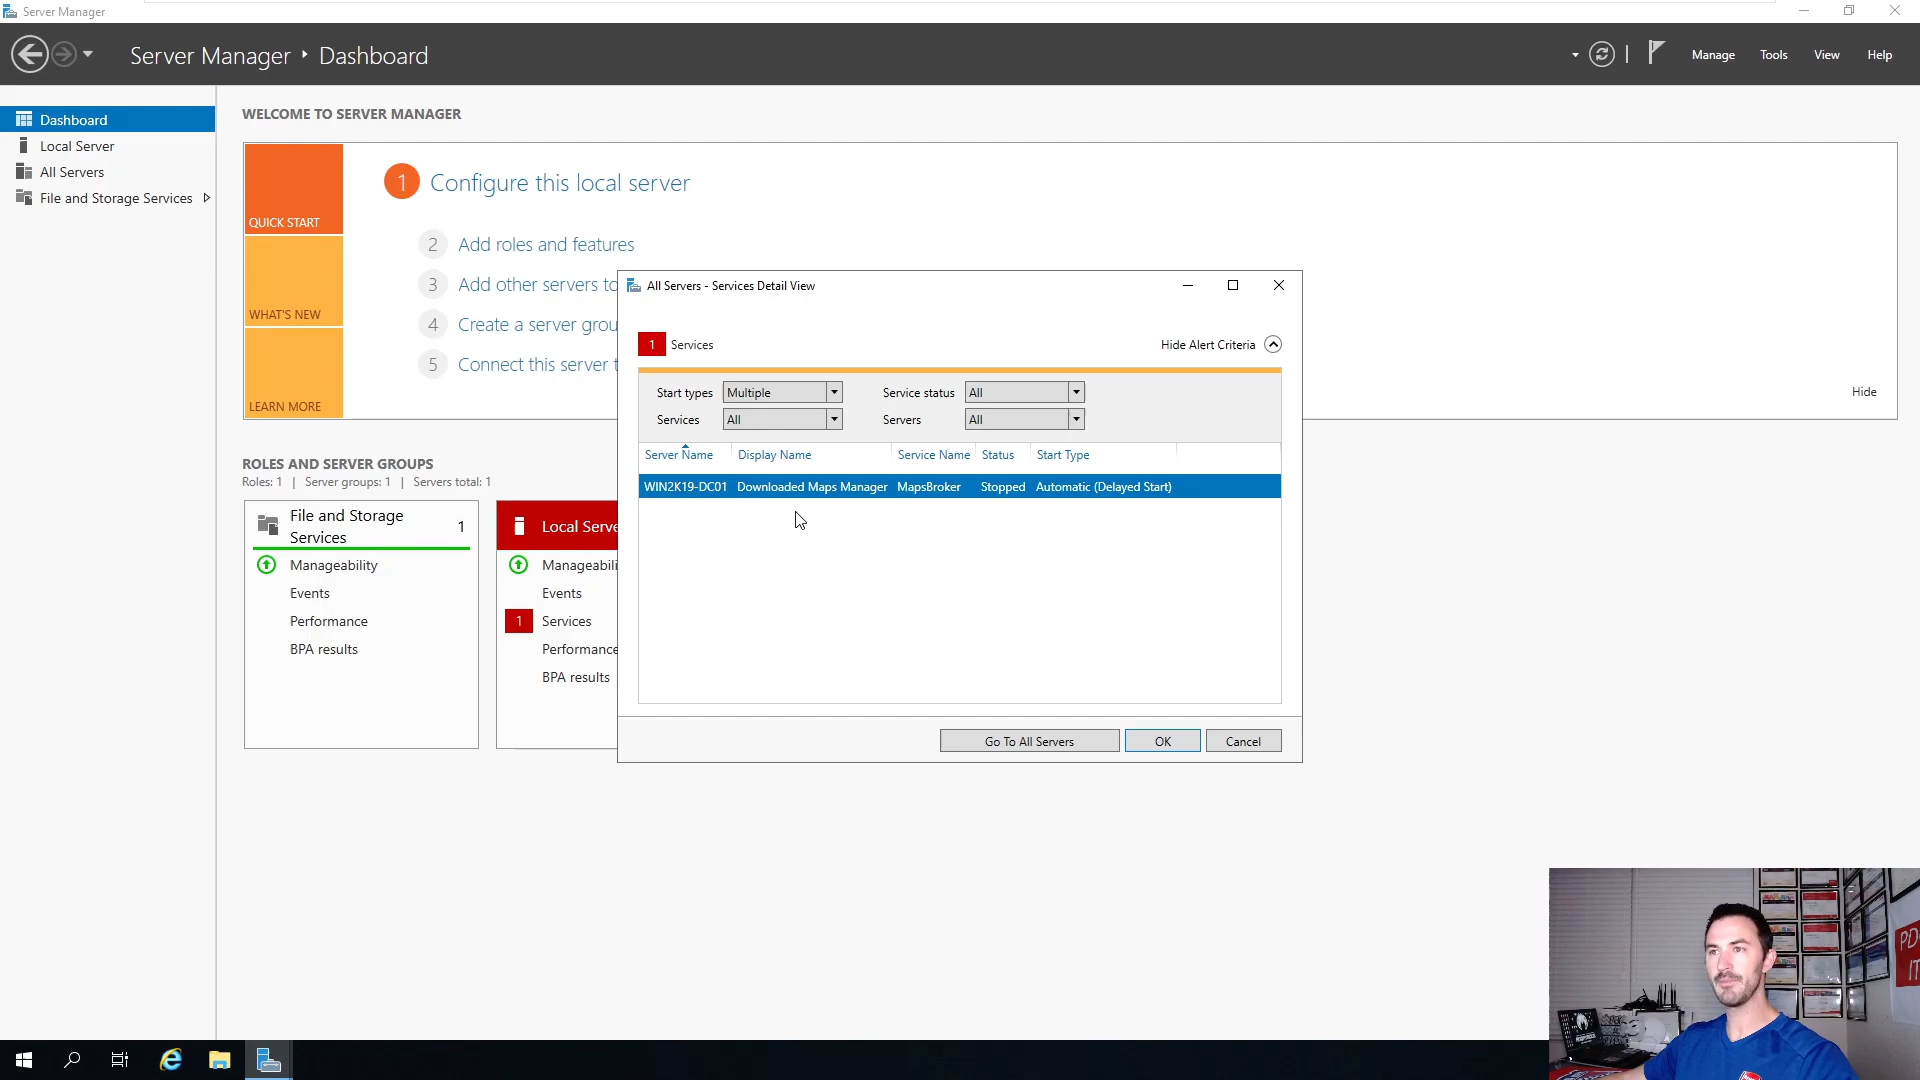 Server Manager
Server Manager ‣ Dashboard
Manage
Tools
View
Help
Dashboard
Local Server
All Servers
File and Storage Services
WELCOME TO SERVER MANAGER
QUICK START
WHAT'S NEW
LEARN MORE
1 Configure this local server
2 Add roles and features
3 Add other servers to
4 Create a server grou
5 Connect this server t
Hide
ROLES AND SERVER GROUPS
Roles: 1 | Server groups: 1 | Servers total: 1
File and Storage Services 1
Manageability
Events
Performance
BPA results
Local Serve
Manageabili
Events
1 Services
Performance
BPA results
All Servers - Services Detail View
1 Services
Hide Alert Criteria
Start types Multiple
Service status All
Services All
Servers All
Server Name Display Name Service Name Status Start Type
WIN2K19-DC01 Downloaded Maps Manager MapsBroker Stopped Automatic (Delayed Start)
Go To All Servers
OK
Cancel